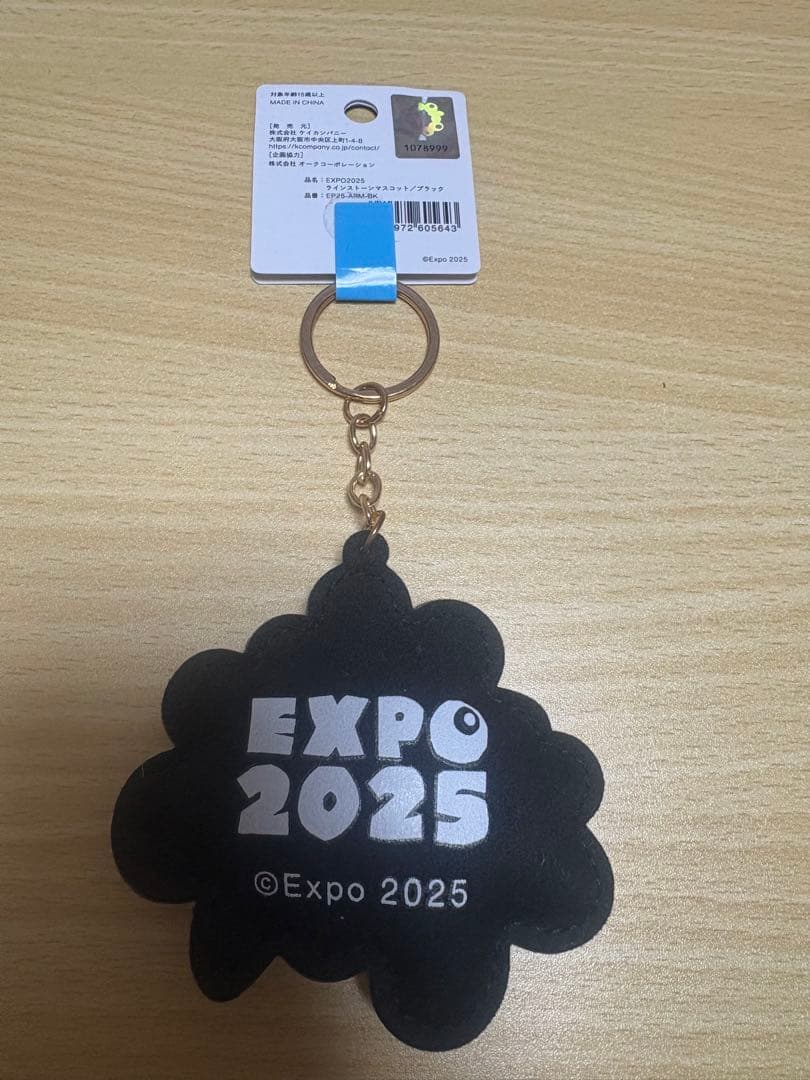 対象年齢15歳以上
MADE IN CHINA
[発 売 元]
株式会社 ケイカンパニー
大阪府大阪市中央区上町1-4-8
https://kcompany.co.jp/contact/
[企画協力]
株式会社 オークコーポレーション
1078999
品名:EXPO2025
ラインストーンマスコット/ブラック
品番:EP25-ARM-BK
972 605643
©Expo 2025
EXPO
2025
©Expo 2025